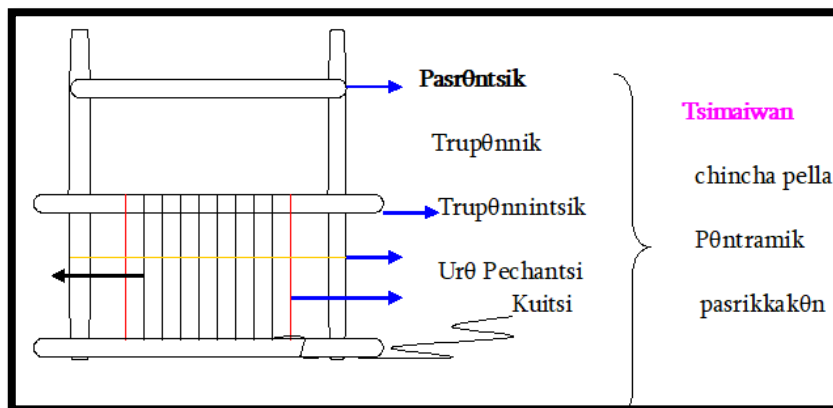 Pasrθntsik
Trupθnnik
Trupθnnintsik
Urθ Pechantsi
Kuitsi
Tsimaiwan
chincha pella
Pθntramik
pasrikkakθn